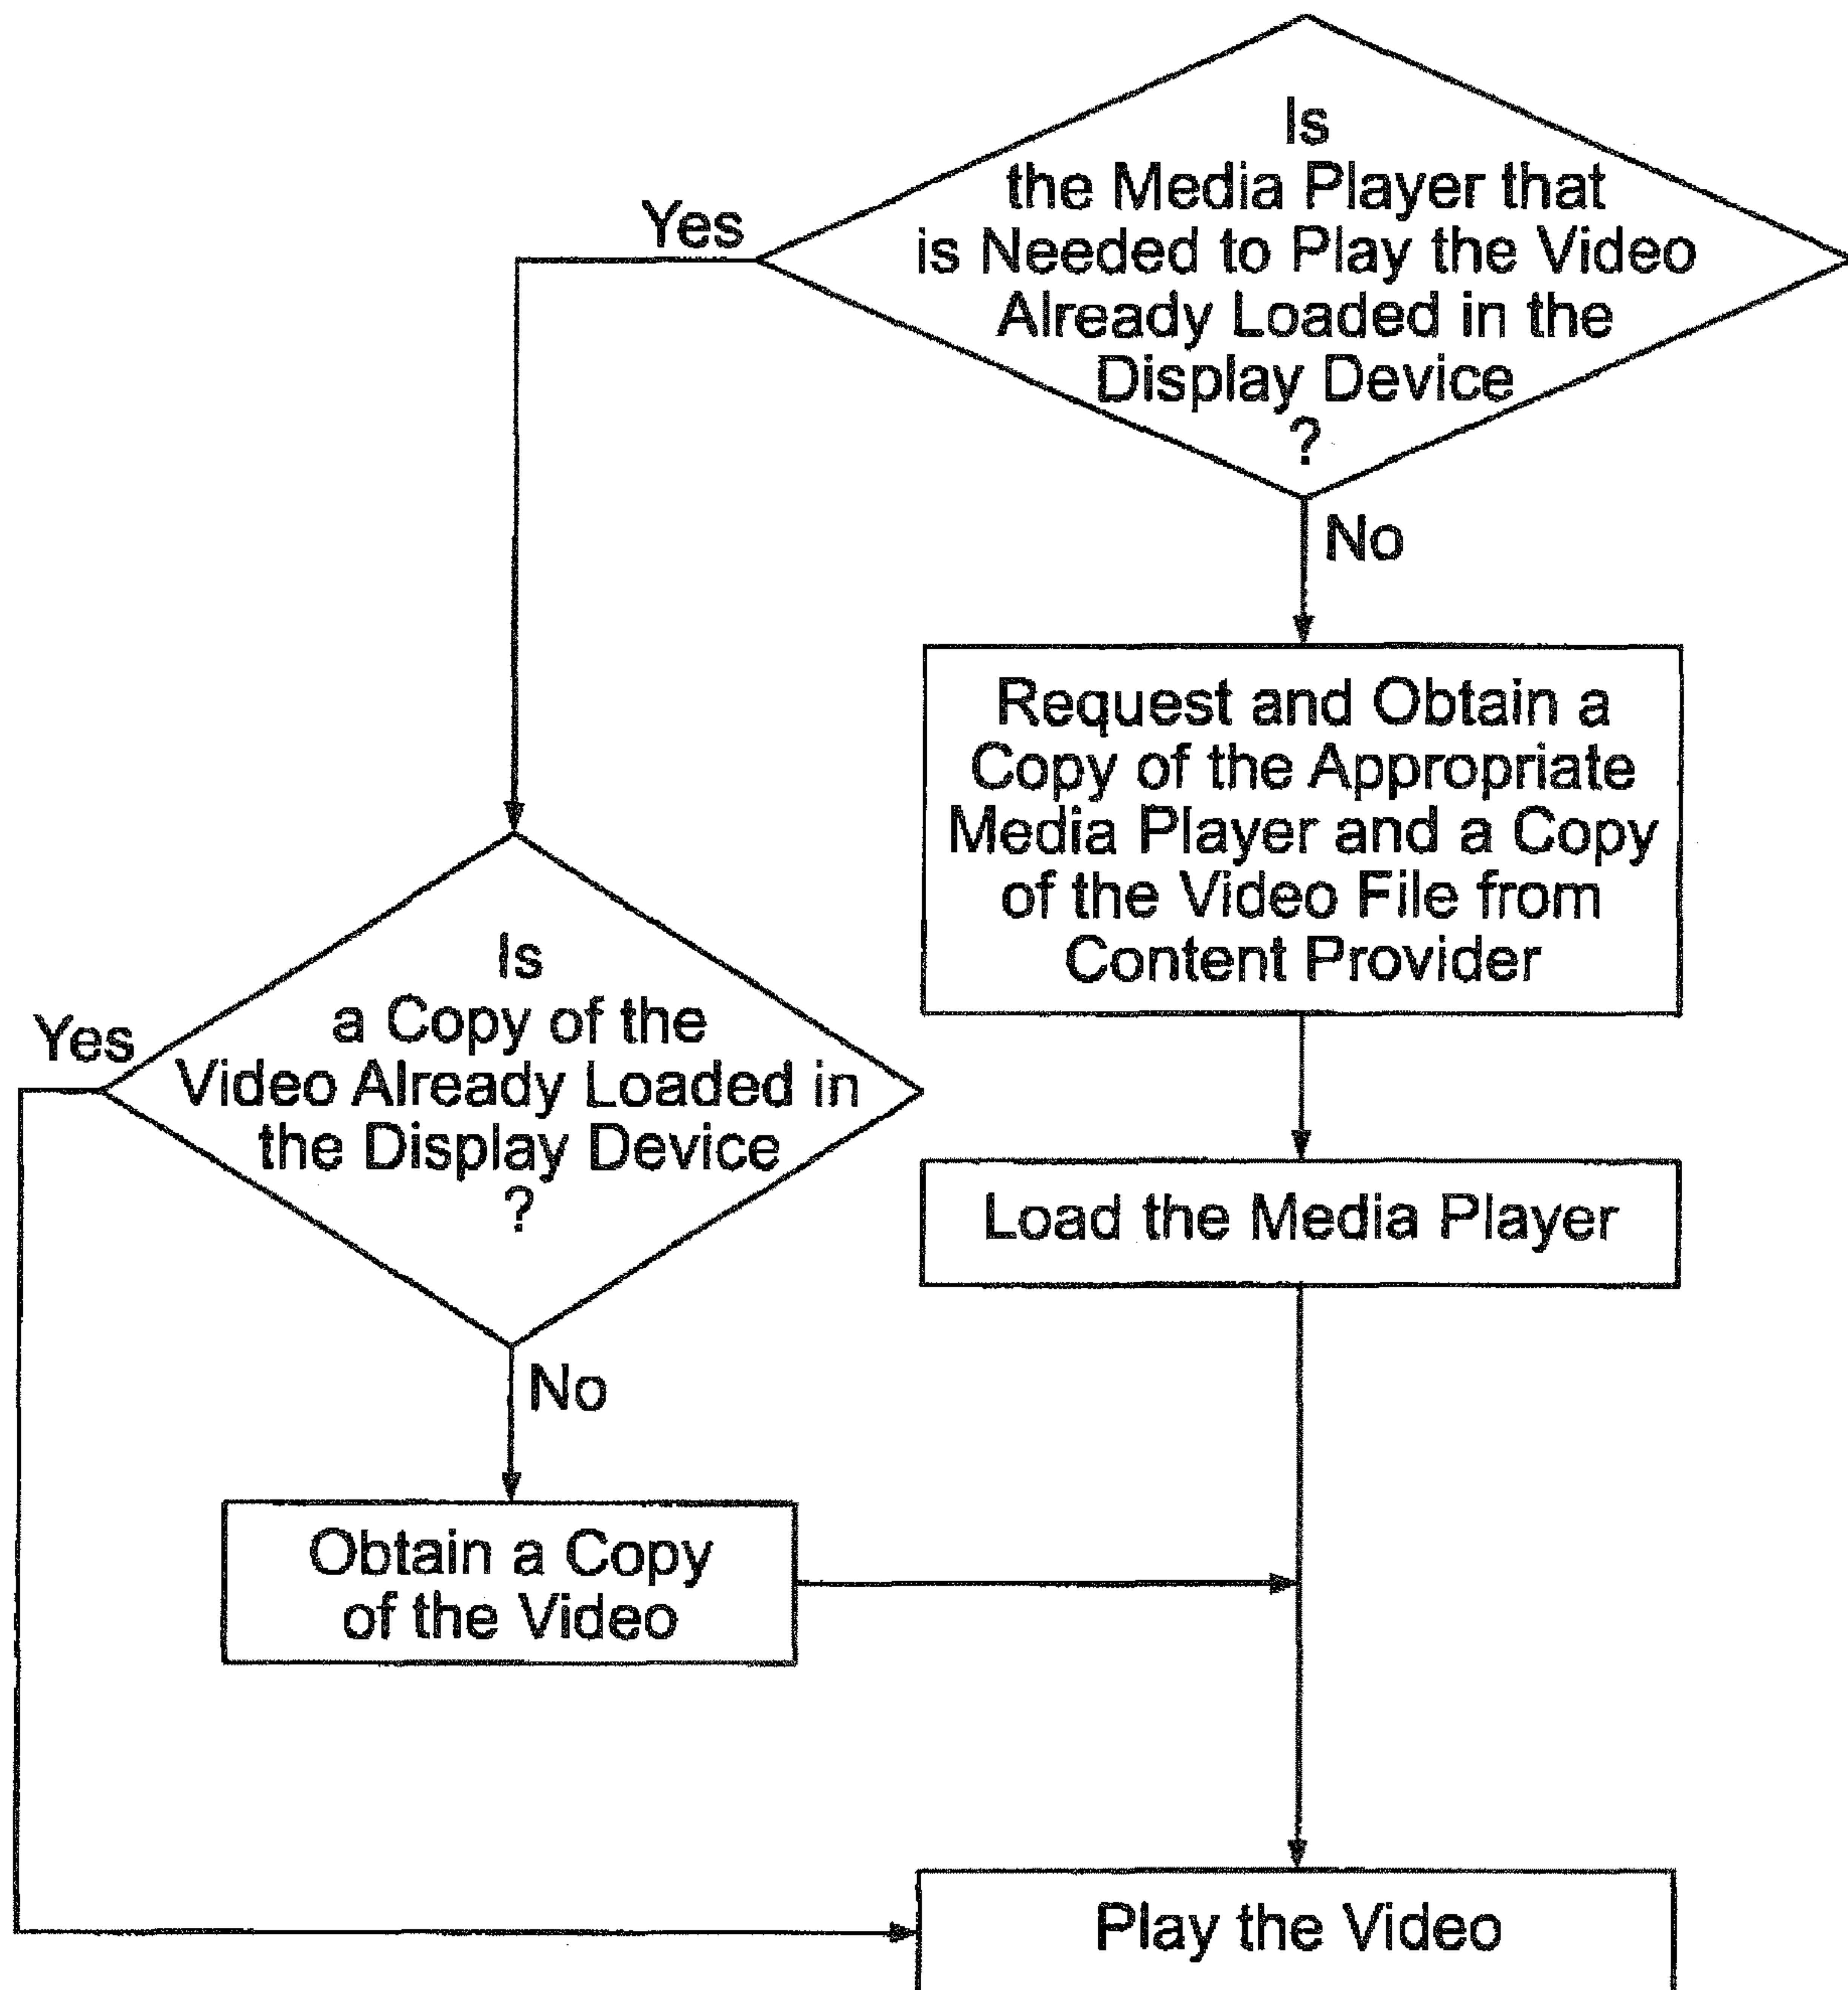 Is
the Media Player that
is Needed to Play the Video
Already Loaded in the
Display Device
?
Yes
No
Request and Obtain a
Copy of the Appropriate
Media Player and a Copy
of the Video File from
Content Provider
Is
a Copy of the
Video Already Loaded in
the Display Device
?
Yes
No
Load the Media Player
Obtain a Copy
of the Video
Play the Video